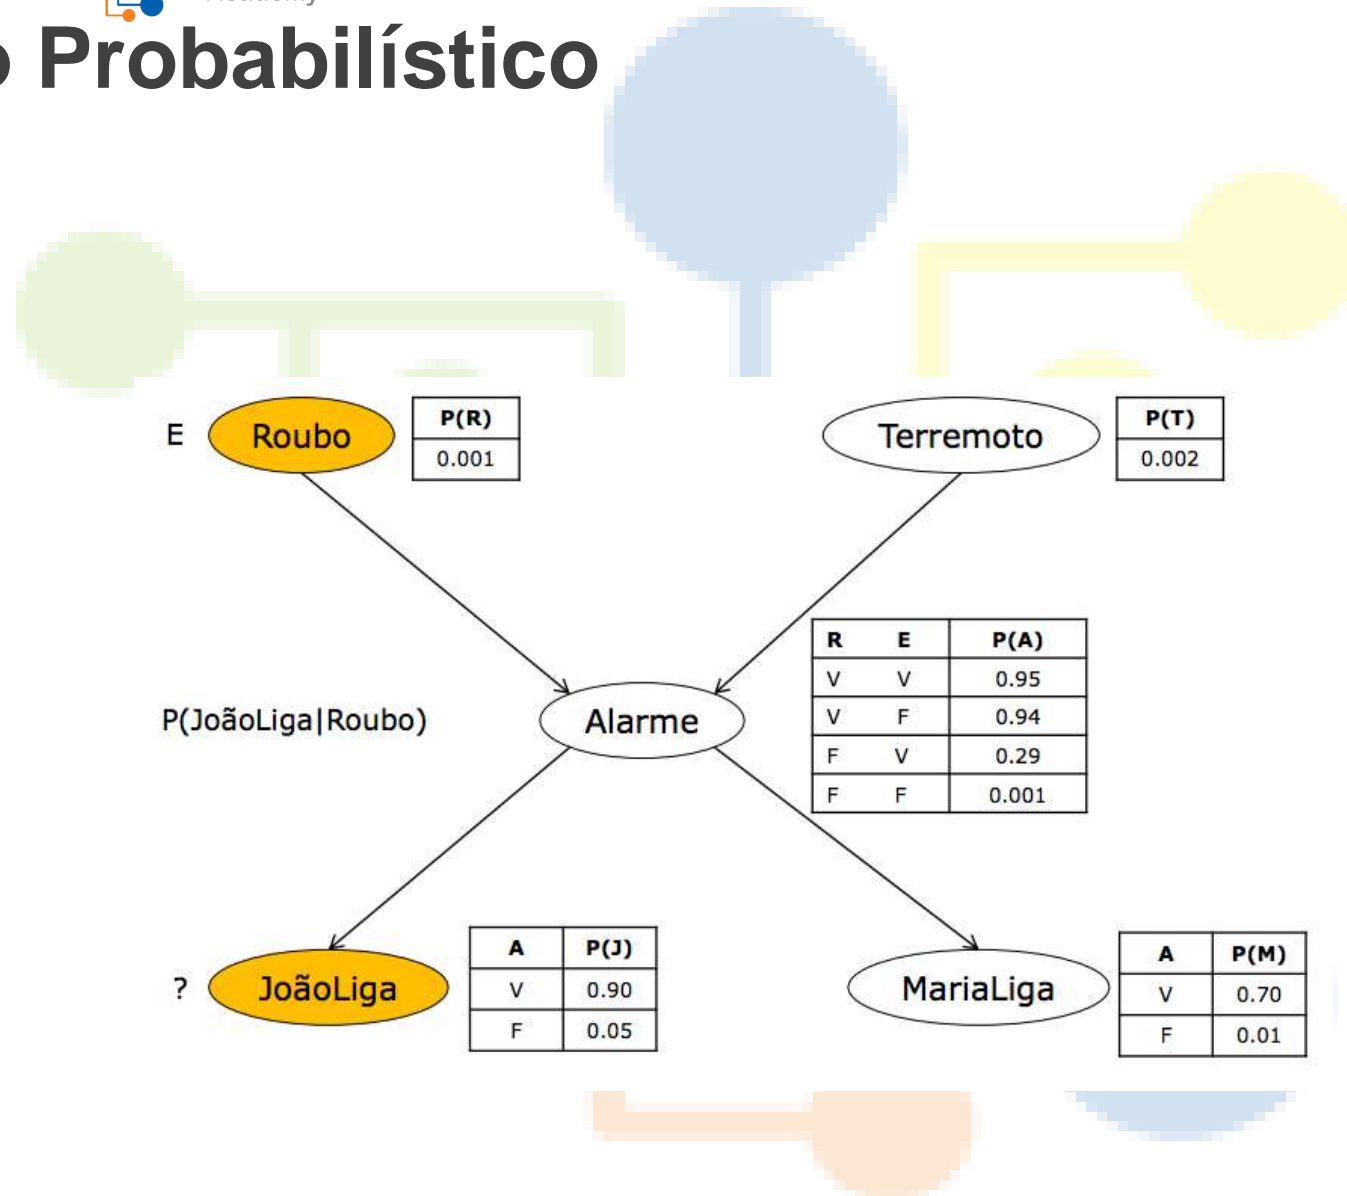 Academy
o Probabilístico
E Roubo
P(R)
0.001
Terremoto
P(T)
0.002
P(JoãoLiga|Roubo)
Alarme
R E P(A)
V V 0.95
V F 0.94
F V 0.29
F F 0.001
? JoãoLiga
A P(J)
V 0.90
F 0.05
MariaLiga
A P(M)
V 0.70
F 0.01